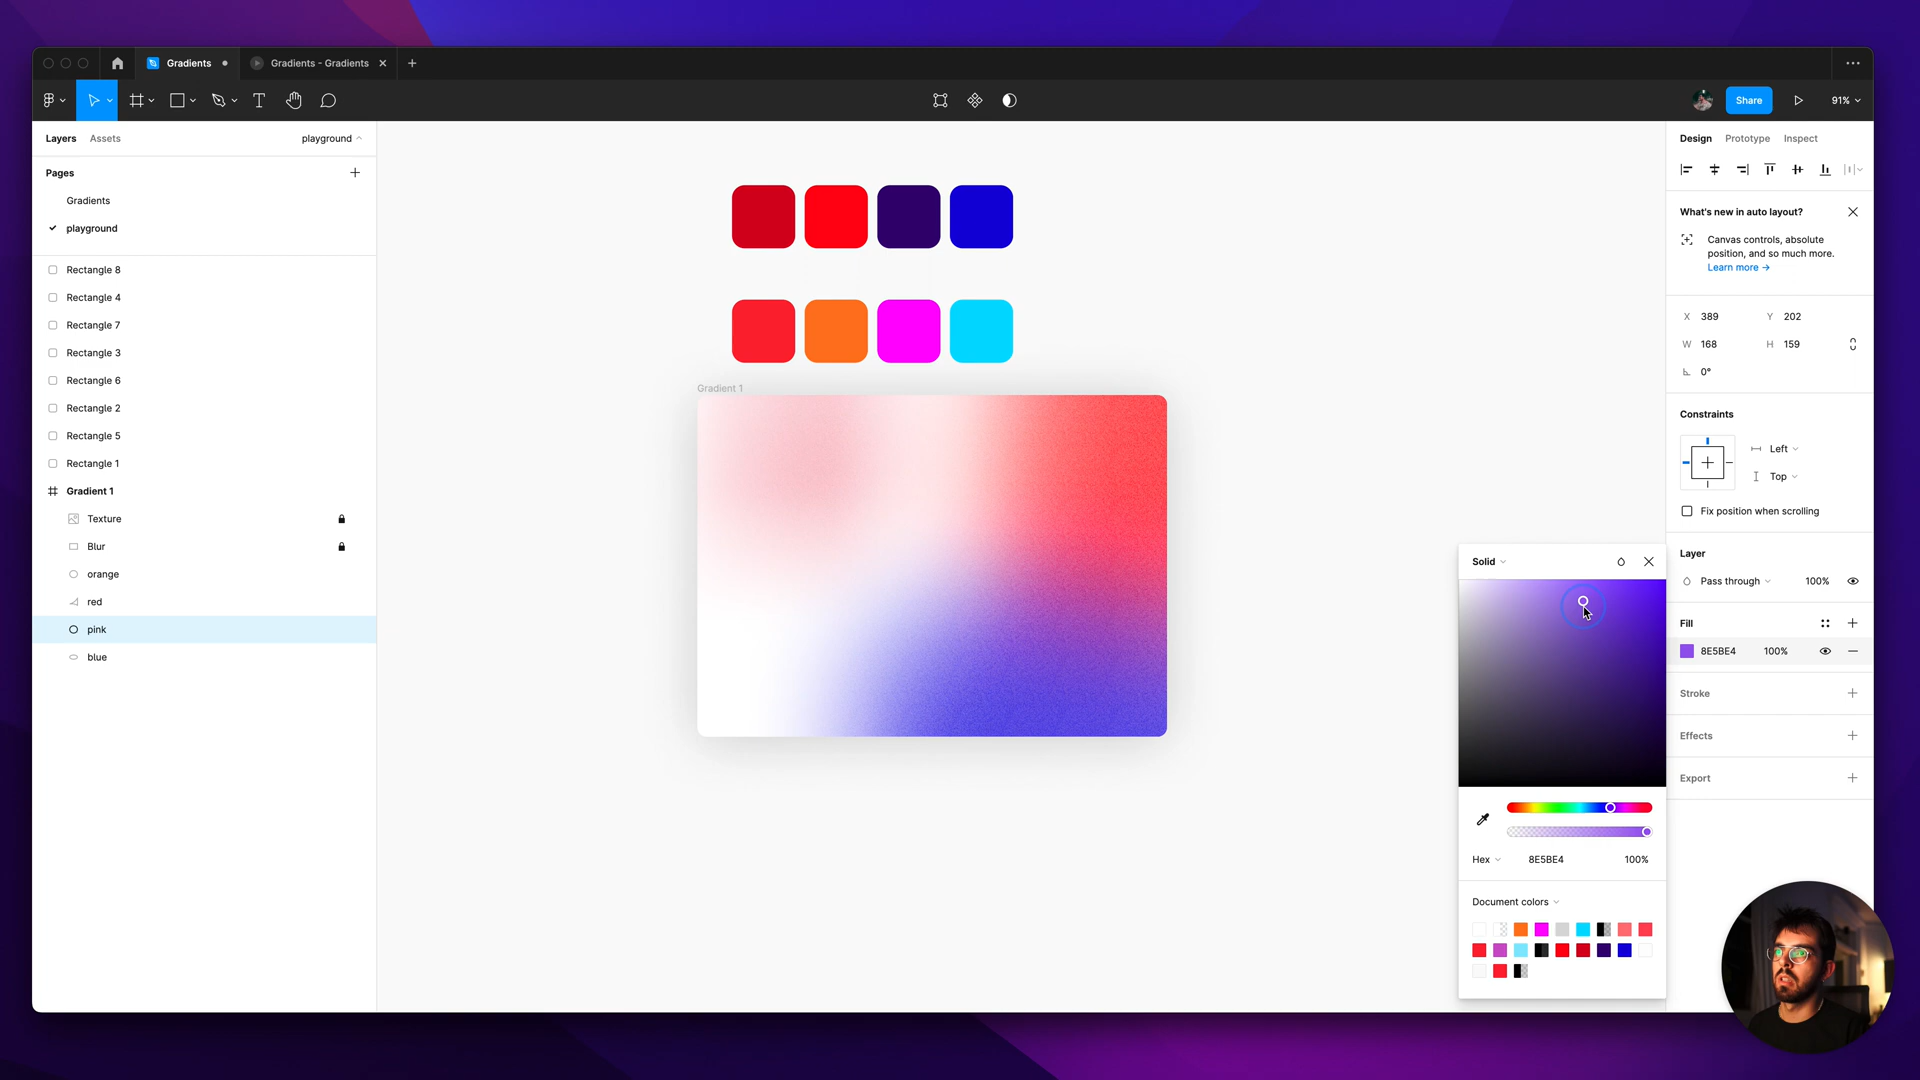 Gradients
Gradients - Gradients
Share
91%
Layers
Assets
playground
Design
Prototype
Inspect
Pages
Gradients
playground
Rectangle 8
Rectangle 4
Rectangle 7
Rectangle 3
Rectangle 6
Rectangle 2
Rectangle 5
Rectangle 1
Gradient 1
Texture
Blur
orange
red
pink
blue
Gradient 1
What's new in auto layout?
Canvas controls, absolute
position, and so much more.
Learn more →
X 389 Y 202
W 168 H 159
0°
Constraints
Left
Top
Fix position when scrolling
Layer
Pass through 100%
Fill
8E5BE4 100%
Stroke
Effects
Export
Solid
Hex 8E5BE4 100%
Document colors